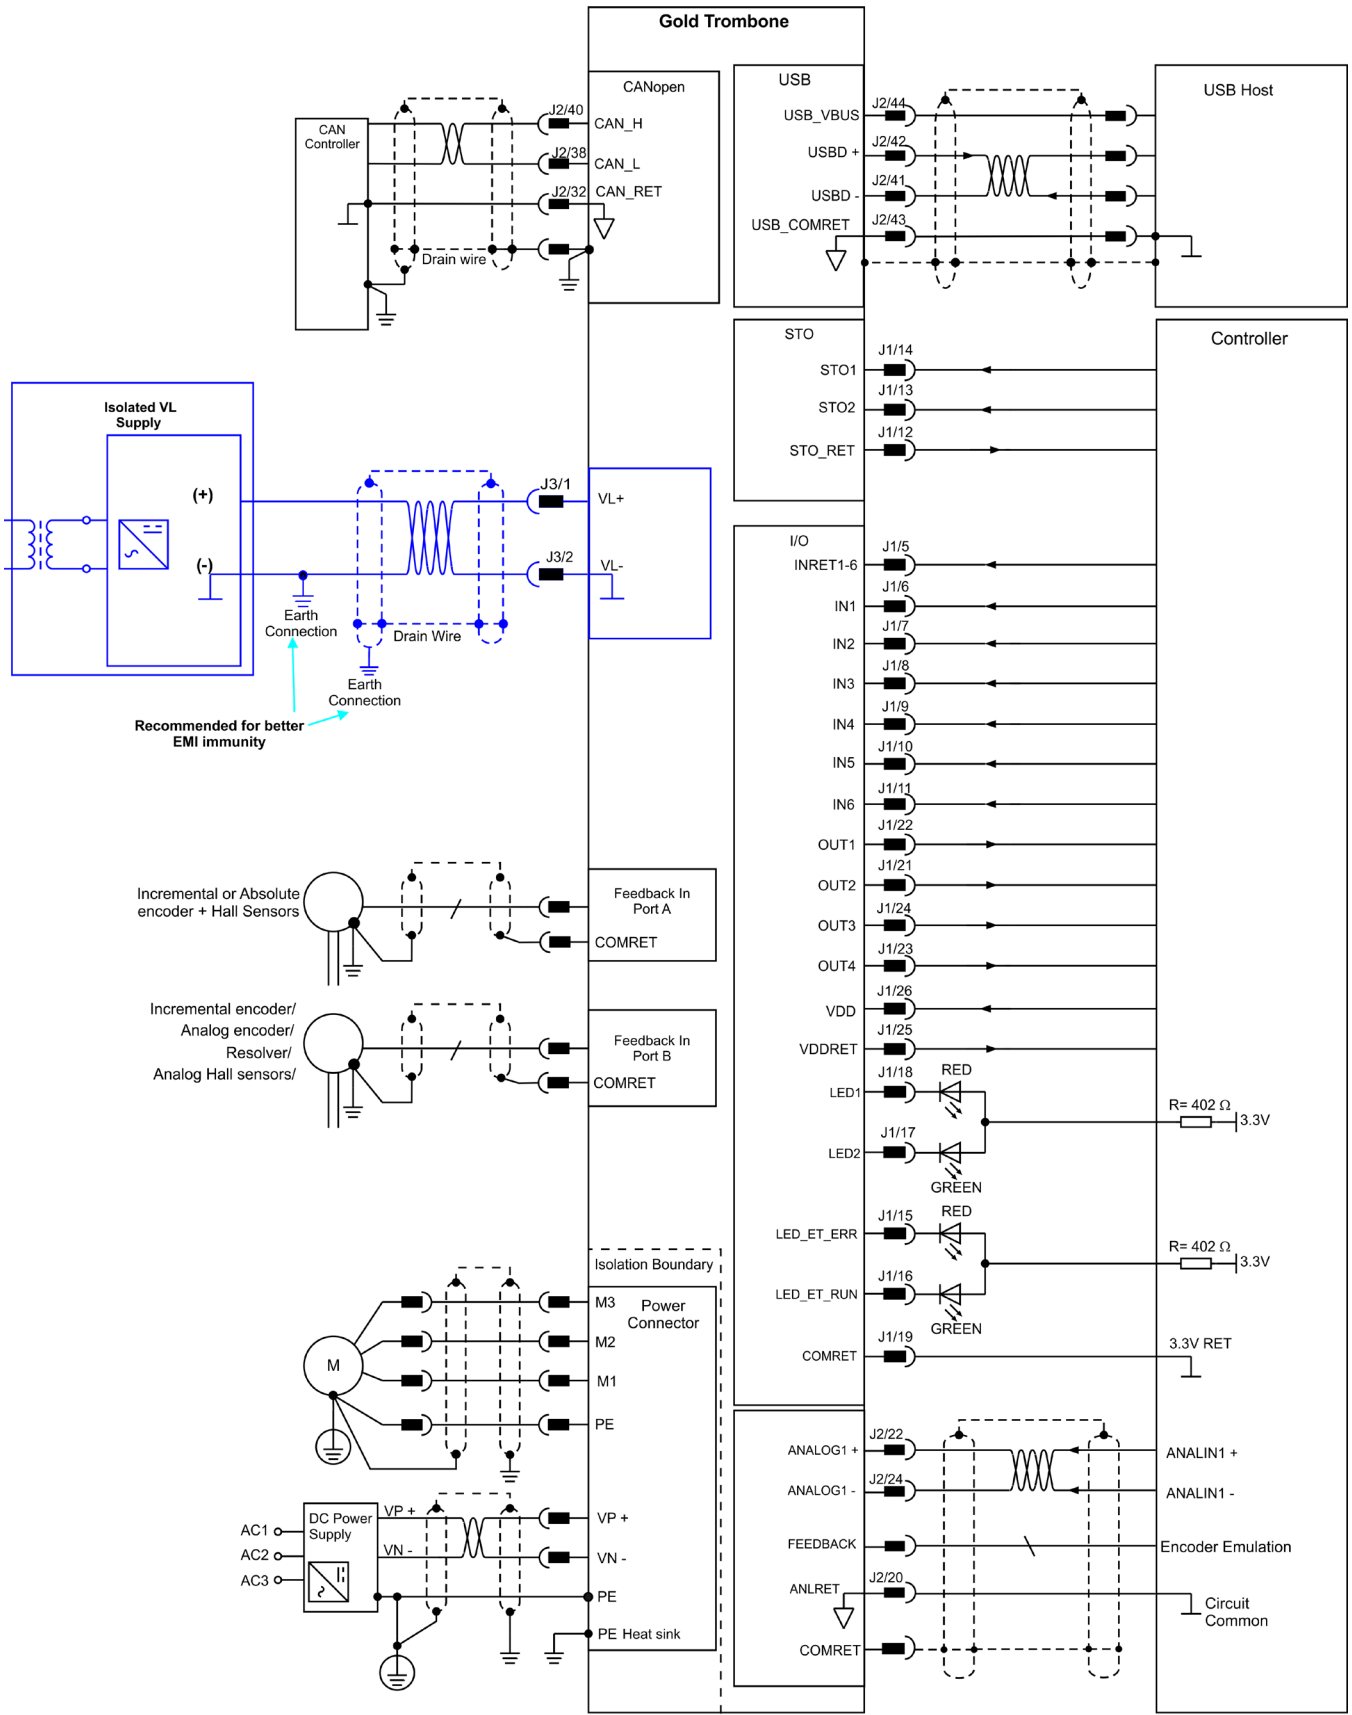 Gold Trombone
CANopen
CAN
Controller
J2/40
CAN_H
J2/38
CAN_L
J2/32
CAN_RET
Drain wire
USB
USB_VBUS
J2/44
USBD +
J2/42
USBD -
J2/41
USB_COMRET
J2/43
USB Host
STO
STO1
J1/14
STO2
J1/13
STO_RET
J1/12
Controller
Isolated VL
Supply
(+)
(-)
J3/1
VL+
J3/2
VL-
Earth
Connection
Drain Wire
Earth
Connection
Recommended for better
EMI immunity
I/O
INRET1-6
J1/5
IN1
J1/6
IN2
J1/7
IN3
J1/8
IN4
J1/9
IN5
J1/10
IN6
J1/11
OUT1
J1/22
OUT2
J1/21
OUT3
J1/24
OUT4
J1/23
VDD
J1/26
VDDRET
J1/25
LED1
J1/18
RED
LED2
J1/17
GREEN
R= 402 Ω
3.3V
LED_ET_ERR
J1/15
RED
LED_ET_RUN
J1/16
GREEN
R= 402 Ω
3.3V
COMRET
J1/19
3.3V RET
Incremental or Absolute
encoder + Hall Sensors
Feedback In
Port A
COMRET
Incremental encoder/
Analog encoder/
Resolver/
Analog Hall sensors/
Feedback In
Port B
COMRET
Isolation Boundary
Power
Connector
M
M3
M2
M1
PE
DC Power
Supply
AC1
AC2
AC3
VP +
VN -
VP +
VN -
PE
PE Heat sink
ANALOG1 +
J2/22
ANALIN1 +
ANALOG1 -
J2/24
ANALIN1 -
FEEDBACK
Encoder Emulation
ANLRET
J2/20
Circuit
Common
COMRET